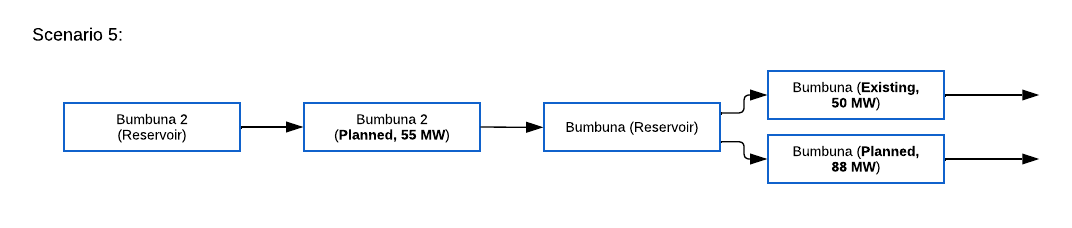 Scenario 5:
Bumbuna 2
(Reservoir)
Bumbuna 2
(Planned, 55 MW)
Bumbuna (Reservoir)
Bumbuna (Existing,
50 MW)
Bumbuna (Planned,
88 MW)